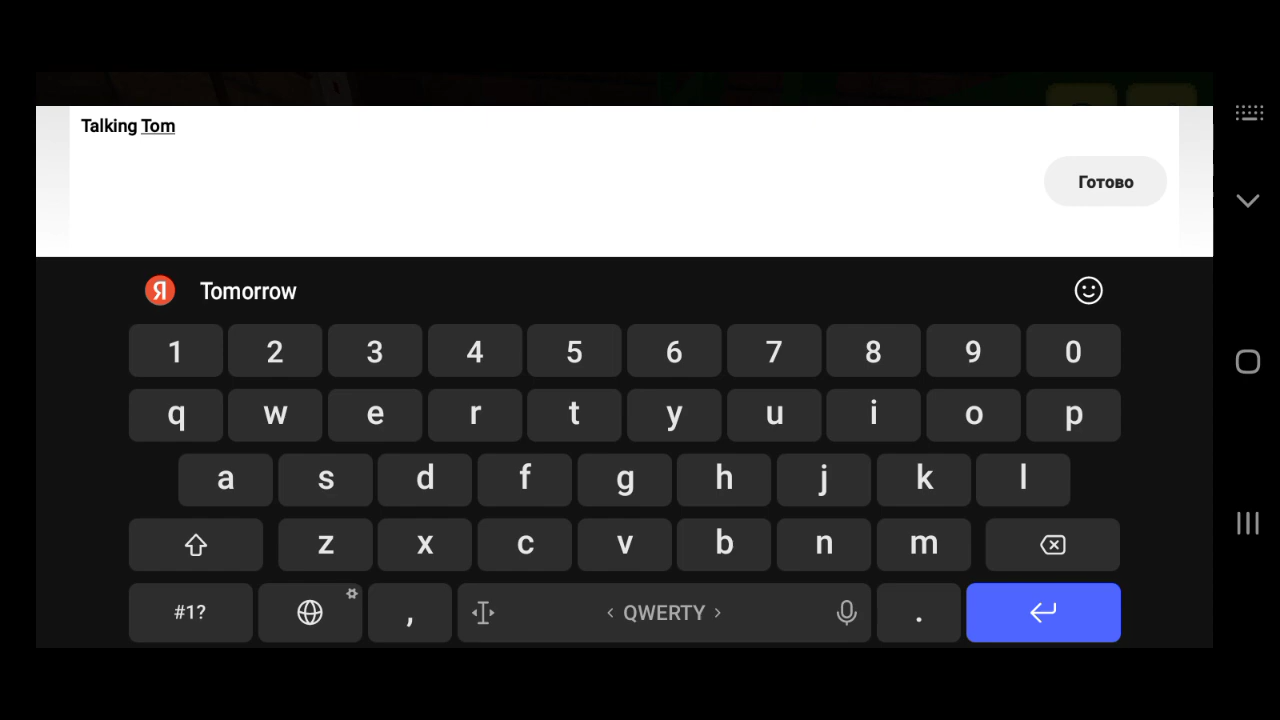 Talking Tom
Готово
Я Tomorrow
1 2 3 4 5 6 7 8 9 0
q w e r t y u i o p
a s d f g h j k l
z x c v b n m
#1? , < QWERTY > .